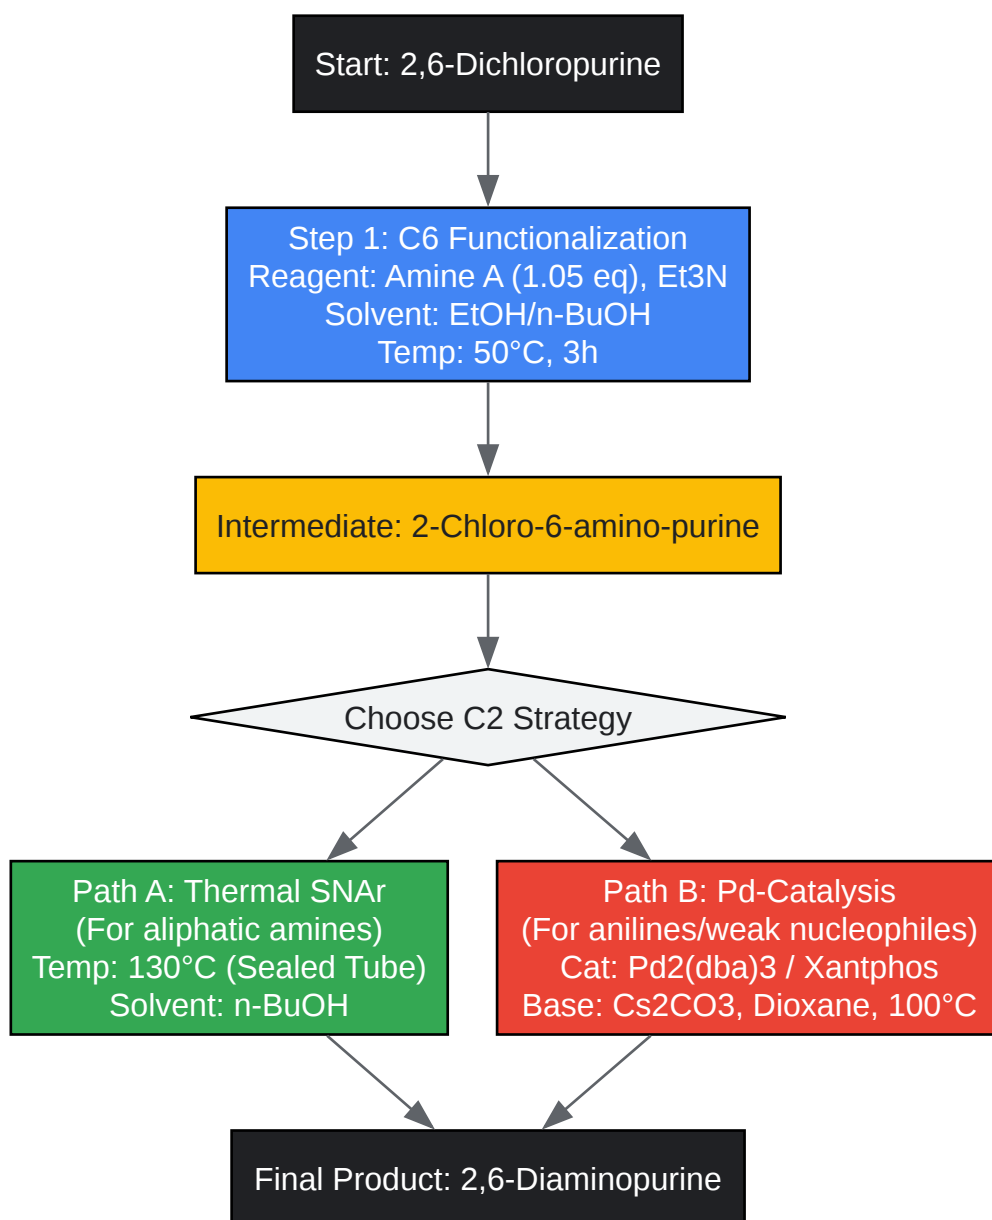 Start: 2,6-Dichloropurine
Step 1: C6 Functionalization
Reagent: Amine A (1.05 eq), Et3N
Solvent: EtOH/n-BuOH
Temp: 50°C, 3h
Intermediate: 2-Chloro-6-amino-purine
Choose C2 Strategy
Path A: Thermal SNAr
(For aliphatic amines)
Temp: 130°C (Sealed Tube)
Solvent: n-BuOH
Path B: Pd-Catalysis
(For anilines/weak nucleophiles)
Cat: Pd2(dba)3 / Xantphos
Base: Cs2CO3, Dioxane, 100°C
Final Product: 2,6-Diaminopurine